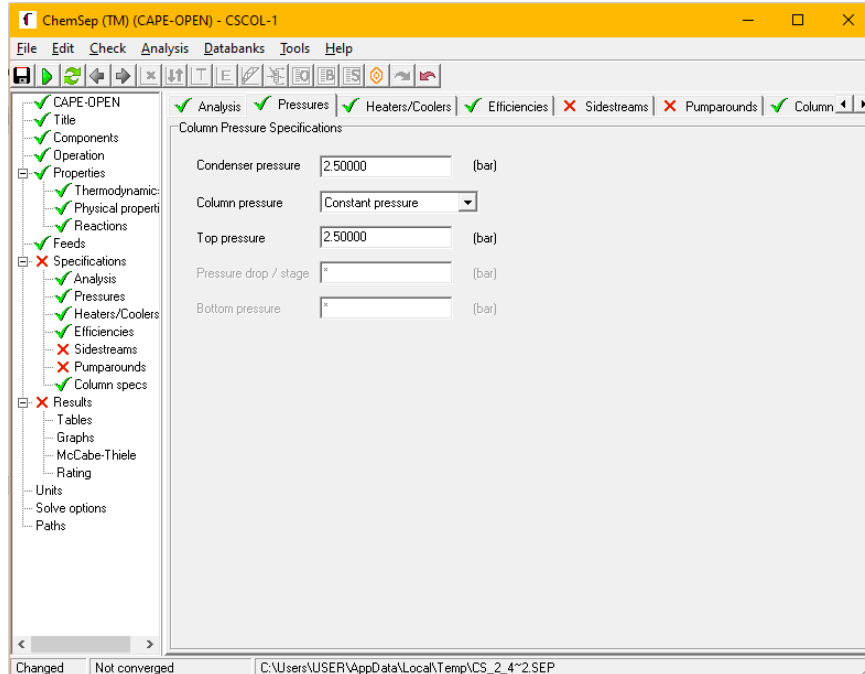 ChemSep (TM) (CAPE-OPEN) - CSCOL-1
File Edit Check Analysis Databanks Tools Help
CAPE-OPEN
Title
Components
Operation
Properties
Thermodynamic:
Physical properti
Reactions
Feeds
Specifications
Analysis
Pressures
Heaters/Coolers
Efficiencies
Sidestreams
Pumparounds
Column specs
Results
Tables
Graphs
McCabe-Thiele
Rating
Units
Solve options
Paths
Analysis Pressures Heaters/Coolers Efficiencies Sidestreams Pumparounds Column
Column Pressure Specifications
Condenser pressure 2.50000 (bar)
Column pressure Constant pressure
Top pressure 2.50000 (bar)
Pressure drop / stage * (bar)
Bottom pressure * (bar)
Changed Not converged C:\Users\USER\AppData\Local\Temp\CS_2_4~2.SEP